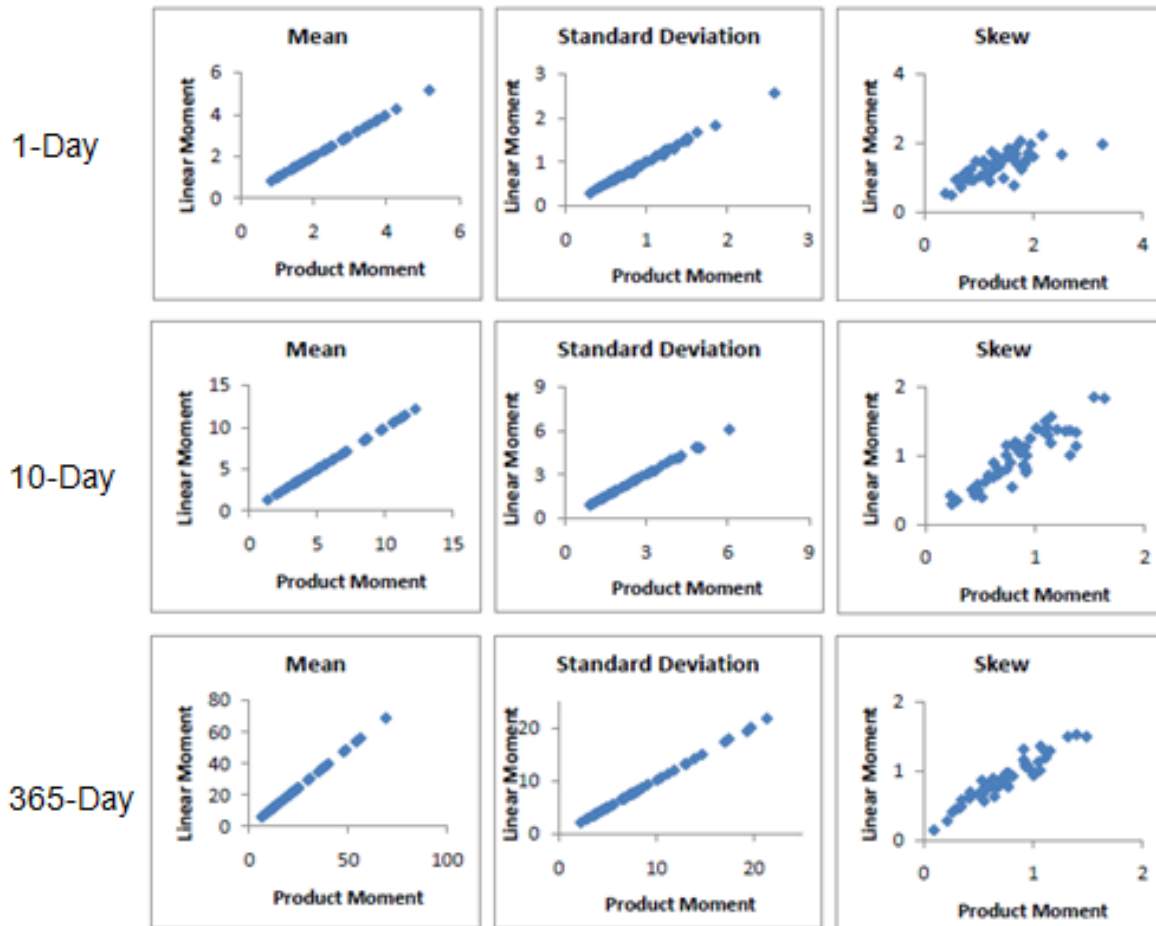 1-Day
Mean
Linear Moment
6
4
2
0
0 2 4 6
Product Moment
Standard Deviation
Linear Moment
3
2
1
0
0 1 2 3
Product Moment
Skew
Linear Moment
4
2
0
0 2 4
Product Moment
10-Day
Mean
Linear Moment
15
10
5
0
0 5 10 15
Product Moment
Standard Deviation
Linear Moment
9
6
3
0
0 3 6 9
Product Moment
Skew
Linear Moment
2
1
0
0 1 2
Product Moment
365-Day
Mean
Linear Moment
80
60
40
20
0
0 50 100
Product Moment
Standard Deviation
Linear Moment
20
10
0
0 10 20
Product Moment
Skew
Linear Moment
2
1
0
0 1 2
Product Moment